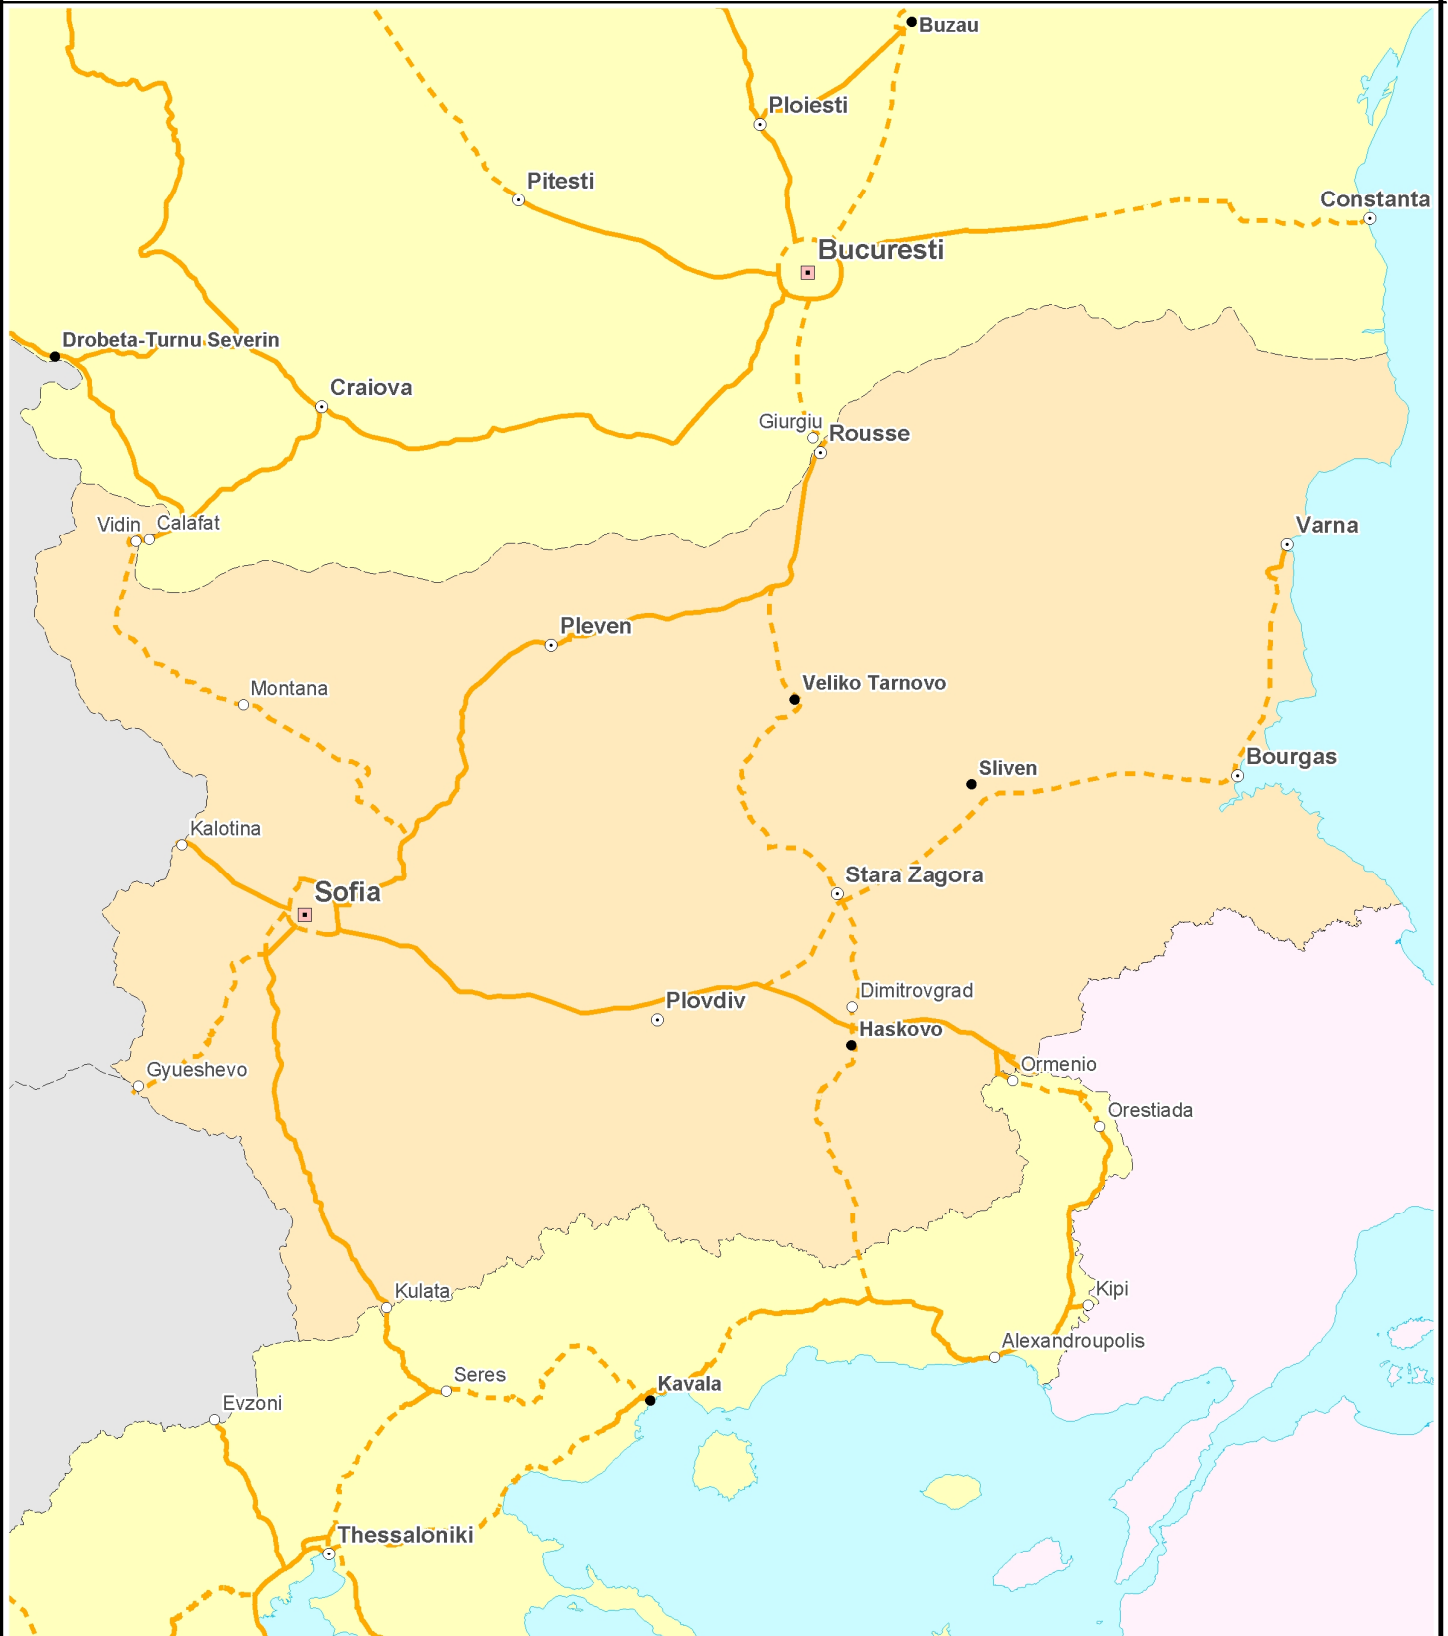 Buzau
Ploiesti
Pitesti
Constanta
Bucuresti
Drobeta-Turnu Severin
Craiova
Giurgiu
Rousse
Vidin
Calafat
Varna
Pleven
Montana
Veliko Tarnovo
Bourgas
Sliven
Kalotina
Stara Zagora
Sofia
Dimitrovgrad
Plovdiv
Haskovo
Gyueshevo
Ormenio
Orestiada
Kulata
Kipi
Alexandroupolis
Seres
Kavala
Evzoni
Thessaloniki